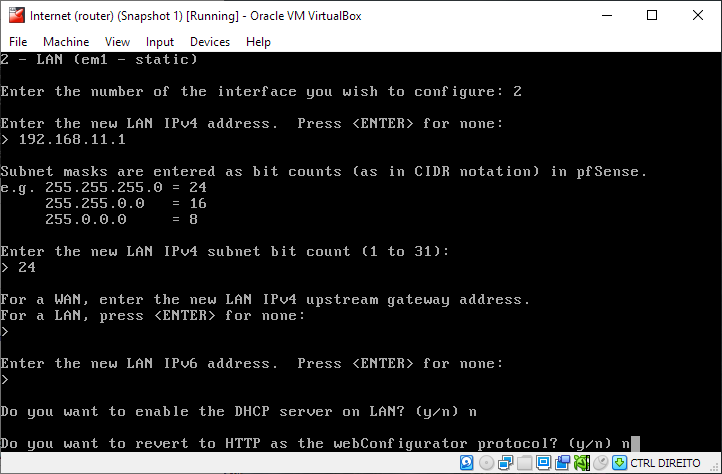 Internet (router) (Snapshot 1) [Running] - Oracle VM VirtualBox
File Machine View Input Devices Help
2 - LAN (em1 - static)
Enter the number of the interface you wish to configure: 2
Enter the new LAN IPv4 address.  Press <ENTER> for none:
> 192.168.11.1
Subnet masks are entered as bit counts (as in CIDR notation) in pfSense.
e.g. 255.255.255.0 = 24
     255.255.0.0   = 16
     255.0.0.0     = 8
Enter the new LAN IPv4 subnet bit count (1 to 31):
> 24
For a WAN, enter the new LAN IPv4 upstream gateway address.
For a LAN, press <ENTER> for none:
>
Enter the new LAN IPv6 address.  Press <ENTER> for none:
>
Do you want to enable the DHCP server on LAN? (y/n) n
Do you want to revert to HTTP as the webConfigurator protocol? (y/n) n
CTRL DIREITO